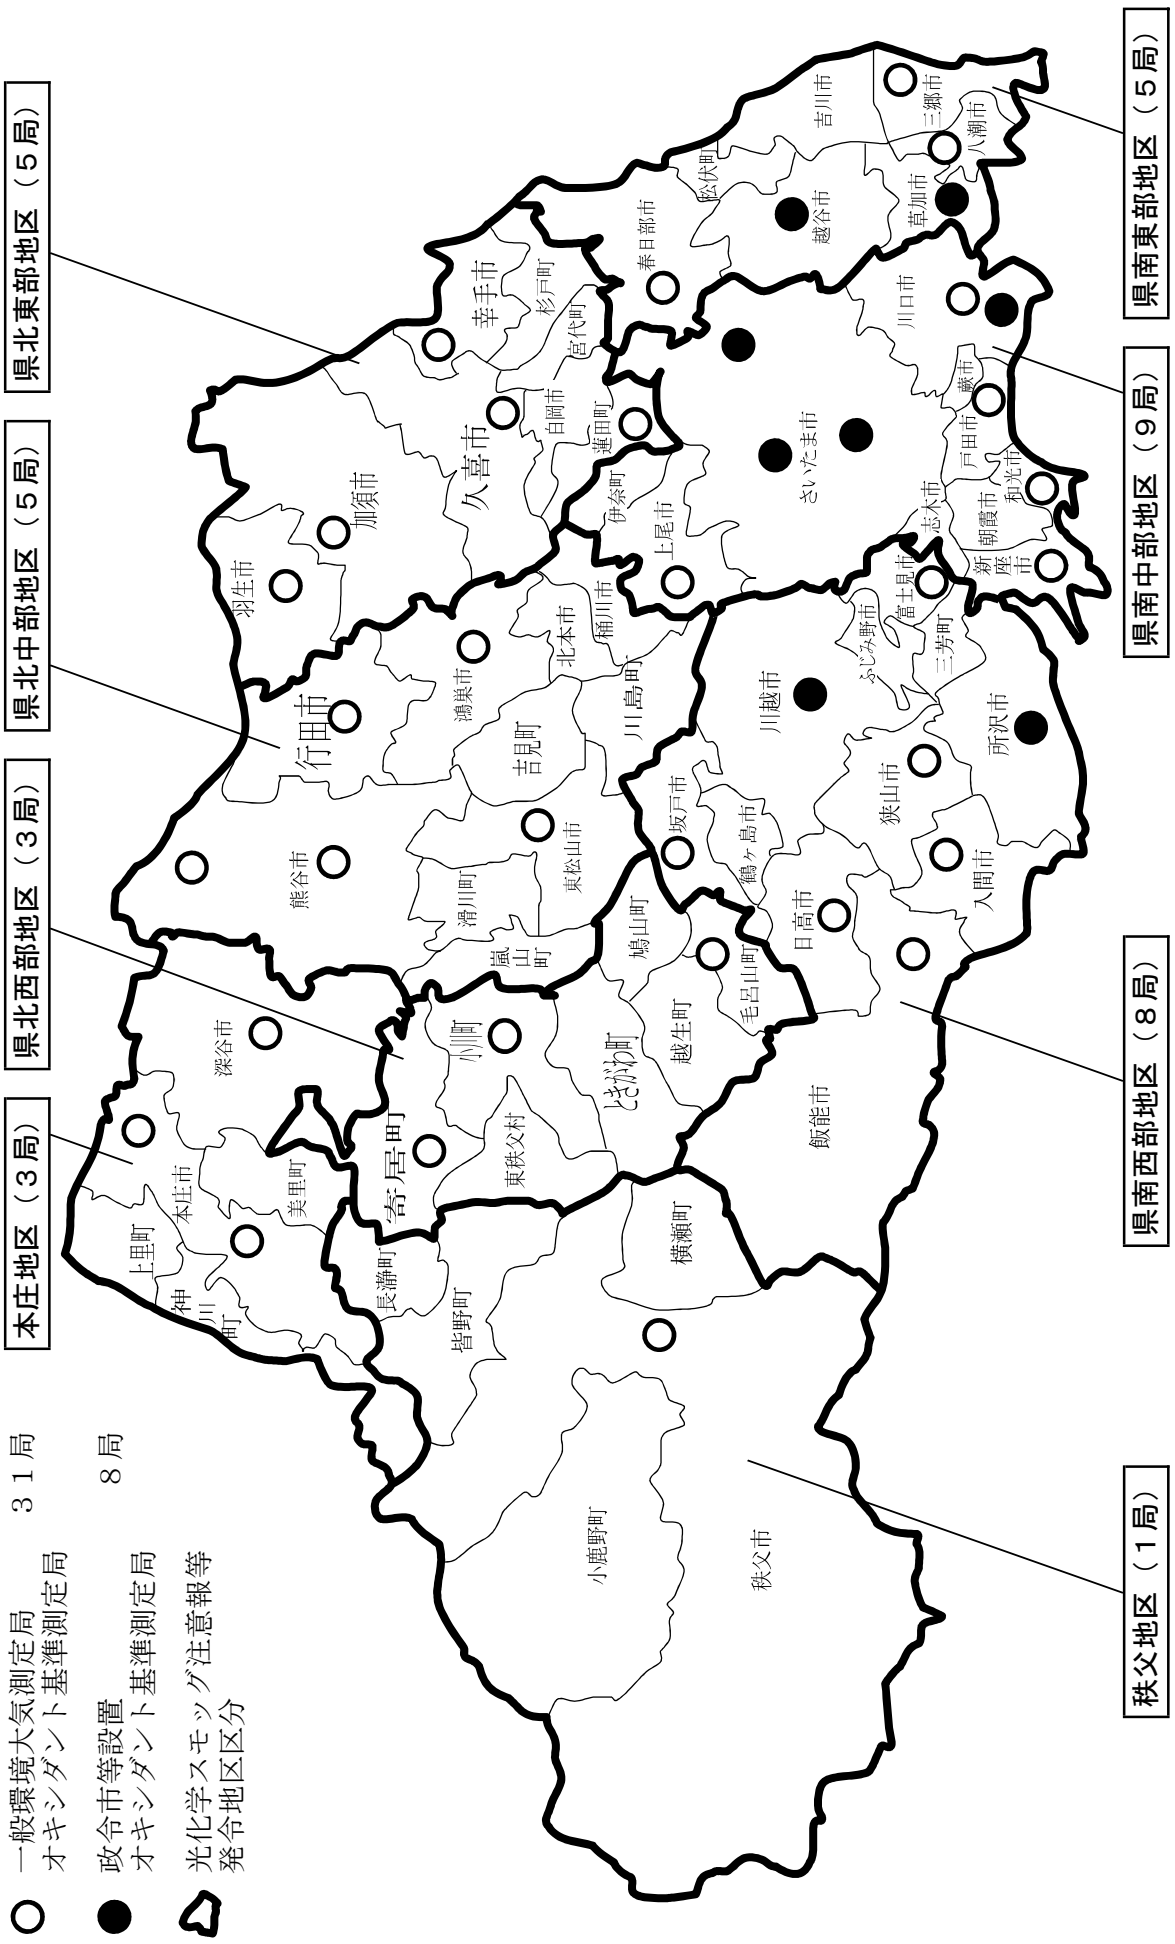 一般環境大気測定局　３１局
オキシダント基準測定局
政令市等設置　８局
オキシダント基準測定局
光化学スモッグ注意報等
発令地区区分
本庄地区（３局）
県北西部地区（３局）
県北中部地区（５局）
県北東部地区（５局）
上里町
本庄市
神川町
美里町
深谷市
熊谷市
行田市
羽生市
加須市
久喜市
幸手市
杉戸町
宮代町
白岡市
蓮田町
長瀞町
皆野町
寄居町
小川町
東秩父村
ときがわ町
嵐山町
滑川町
東松山市
吉見町
鴻巣市
北本市
桶川市
川島町
伊奈町
上尾市
鳩山町
越生町
毛呂山町
坂戸市
鶴ヶ島市
日高市
飯能市
横瀬町
小鹿野町
秩父市
川越市
狭山市
入間市
所沢市
ふじみ野市
富士見市
三芳町
さいたま市
志木市
朝霞市
新座市
和光市
戸田市
蕨市
川口市
春日部市
松伏町
越谷市
吉川市
草加市
八潮市
三郷市
秩父地区（１局）
県南西部地区（８局）
県南中部地区（９局）
県南東部地区（５局）